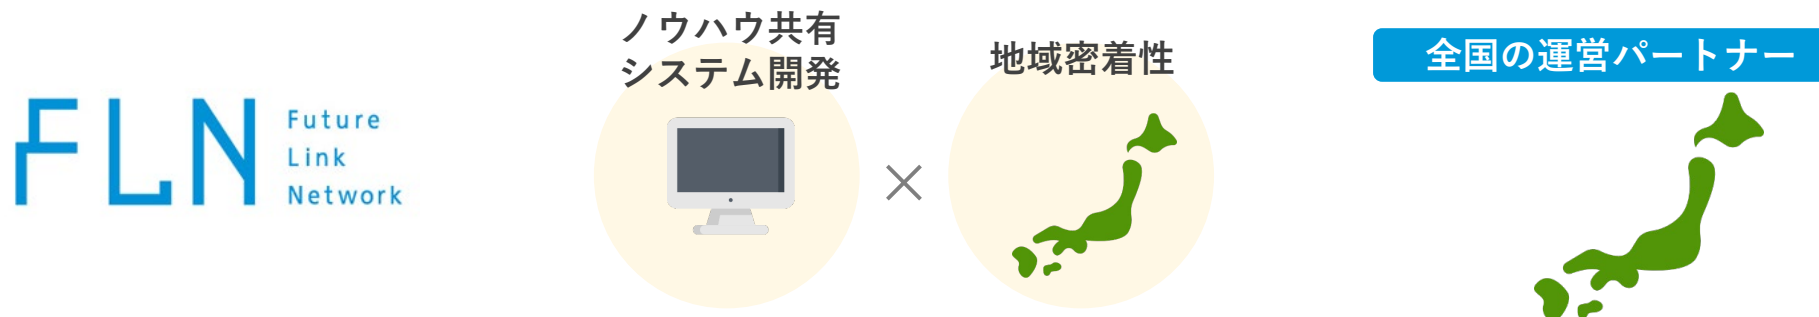 FLN
Future
Link
Network
ノウハウ共有
システム開発
×
地域密着性
全国の運営パートナー